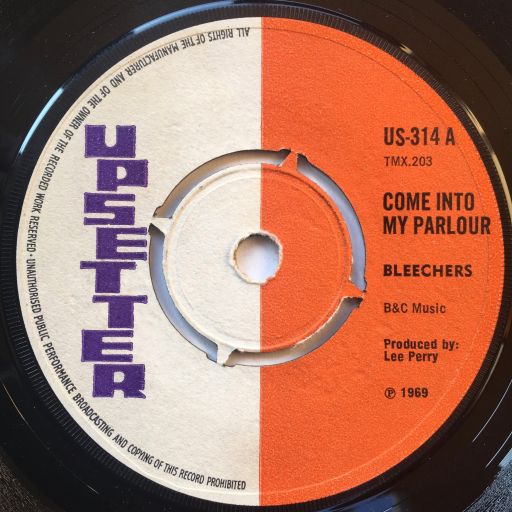 ALL RIGHTS OF THE MANUFACTURER AND OF THE OWNER OF THE RECORDED WORK RESERVED · UNAUTHORISED PUBLIC PERFORMANCE BROADCASTING AND COPYING OF THIS RECORD PROHIBITED
UPSETTER
US-314 A
TMX.203
COME INTO
MY PARLOUR
BLEECHERS
B&C Music
Produced by:
Lee Perry
℗ 1969